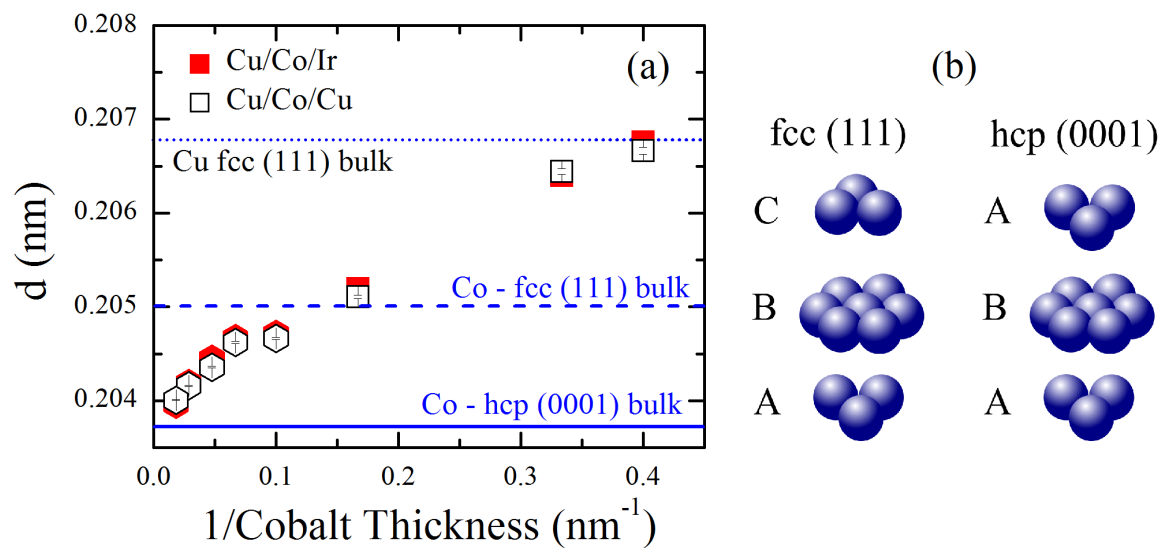 0.208
0.207
0.206
0.205
0.204
d (nm)
Cu/Co/Ir
Cu/Co/Cu
(a)
Cu fcc (111) bulk
Co - fcc (111) bulk
Co - hcp (0001) bulk
0.0 0.1 0.2 0.3 0.4
1/Cobalt Thickness (nm⁻¹)
(b)
fcc (111) hcp (0001)
C A
B B
A A